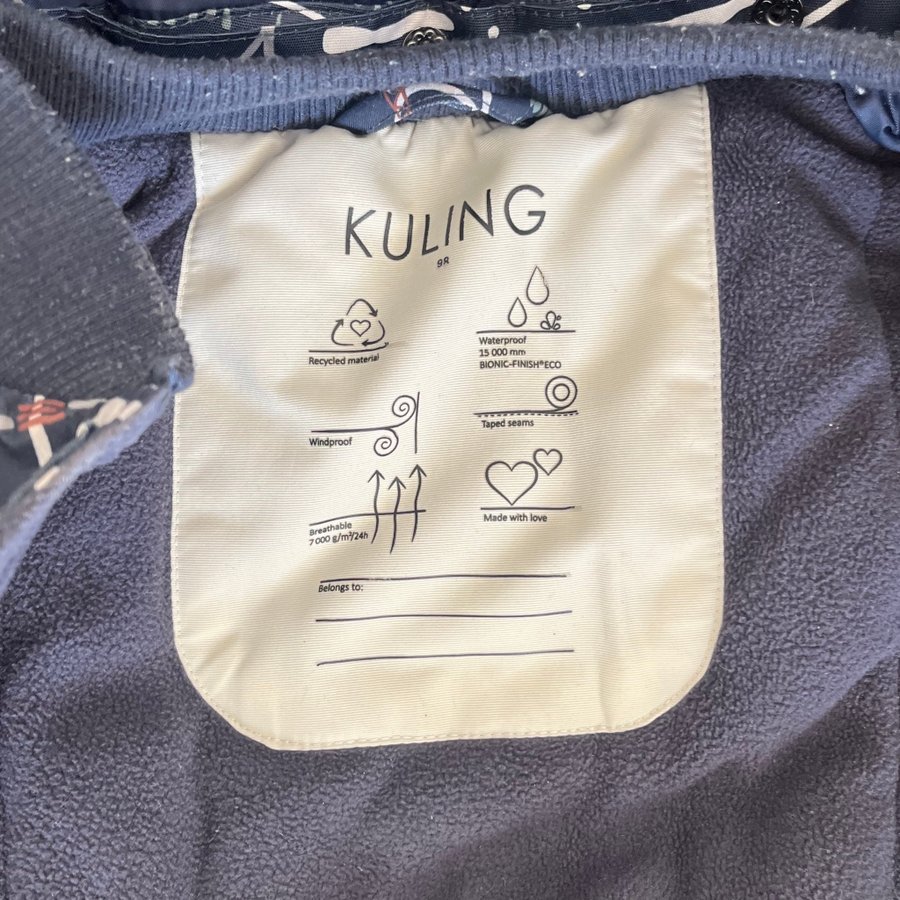 KULING
98
Recycled material
Waterproof
15 000 mm
BIONIC-FINISH®ECO
Windproof
Taped seams
Breathable
7 000 g/m²/24h
Made with love
Belongs to: